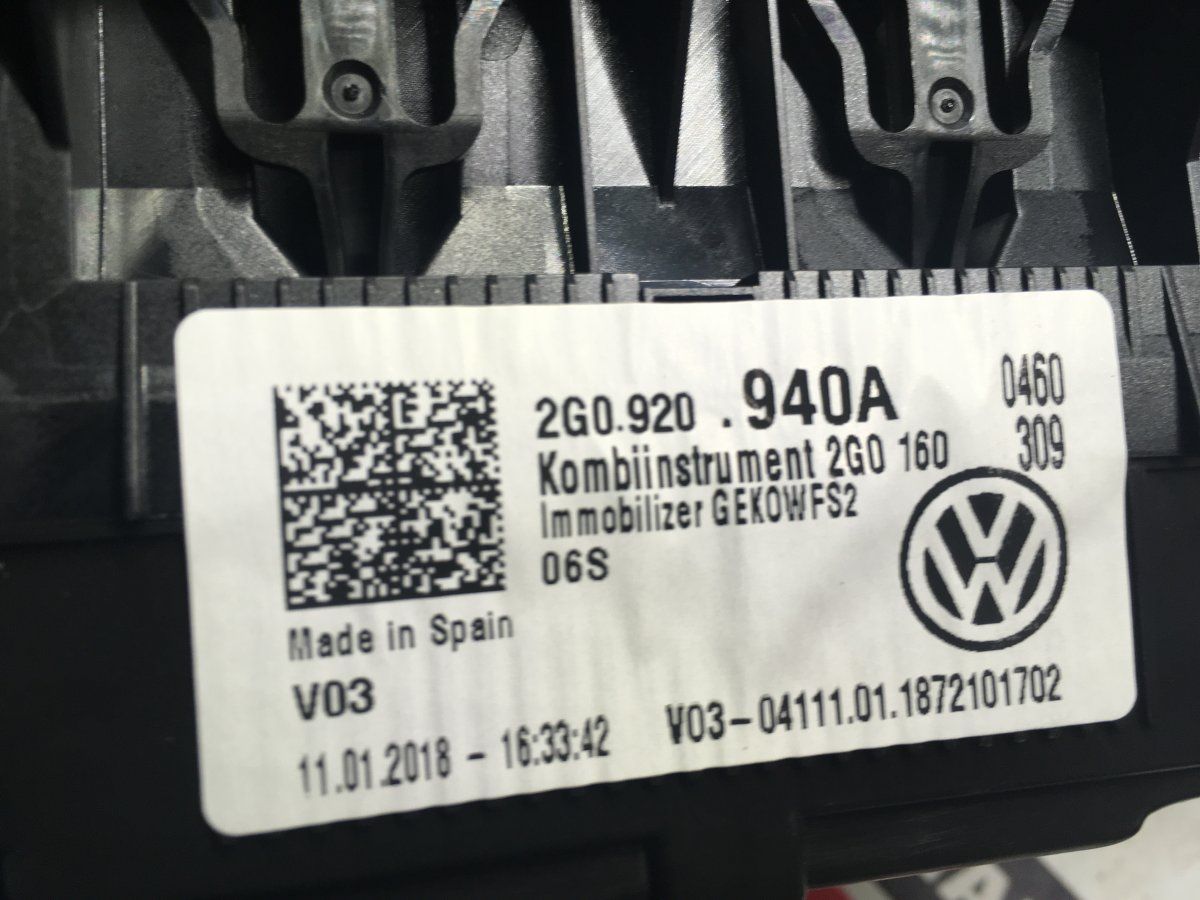 2G0.920 .940A
0460
Kombiinstrument 2G0 160
309
Immobilizer GEKOWFS2
06S
Made in Spain
V03
11.01.2018 - 16:33:42
V03-04111.01.1872101702